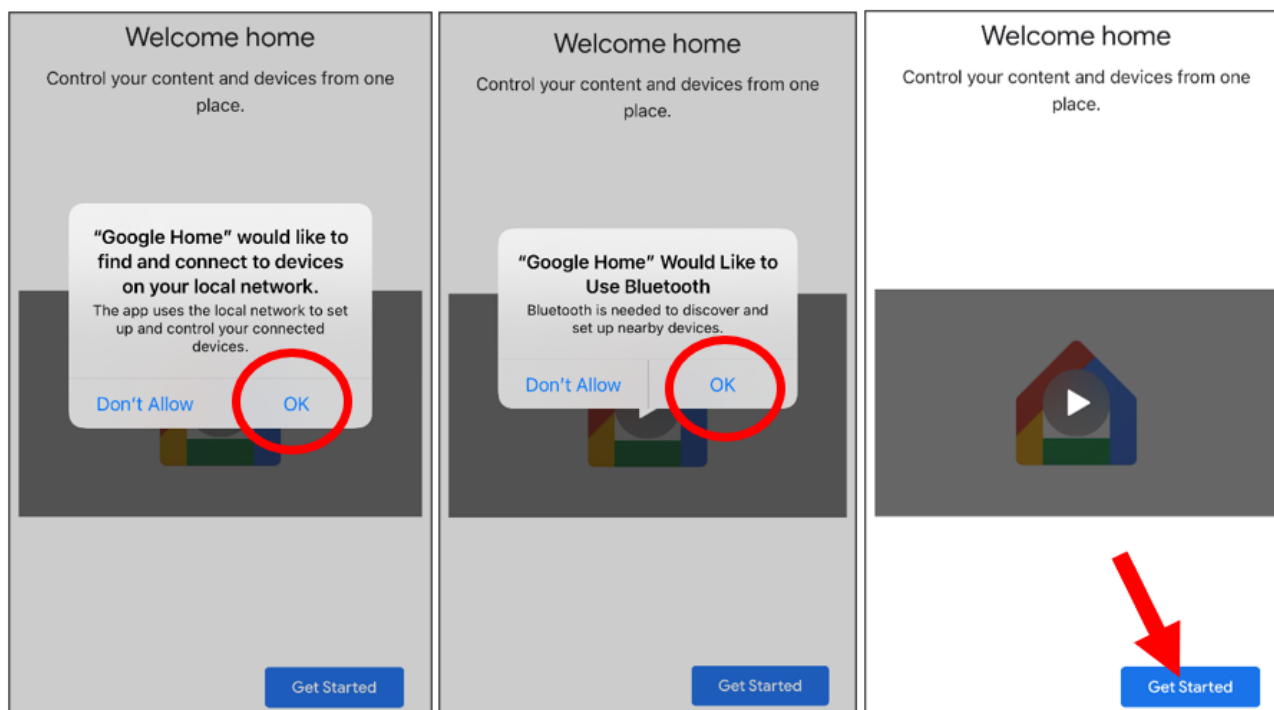 Welcome home
Control your content and devices from one
place.
“Google Home” would like to
find and connect to devices
on your local network.
The app uses the local network to set
up and control your connected
devices.
Don’t Allow
OK
Get Started
Welcome home
Control your content and devices from one
place.
“Google Home” Would Like to
Use Bluetooth
Bluetooth is needed to discover and
set up nearby devices.
Don’t Allow
OK
Get Started
Welcome home
Control your content and devices from one
place.
Get Started